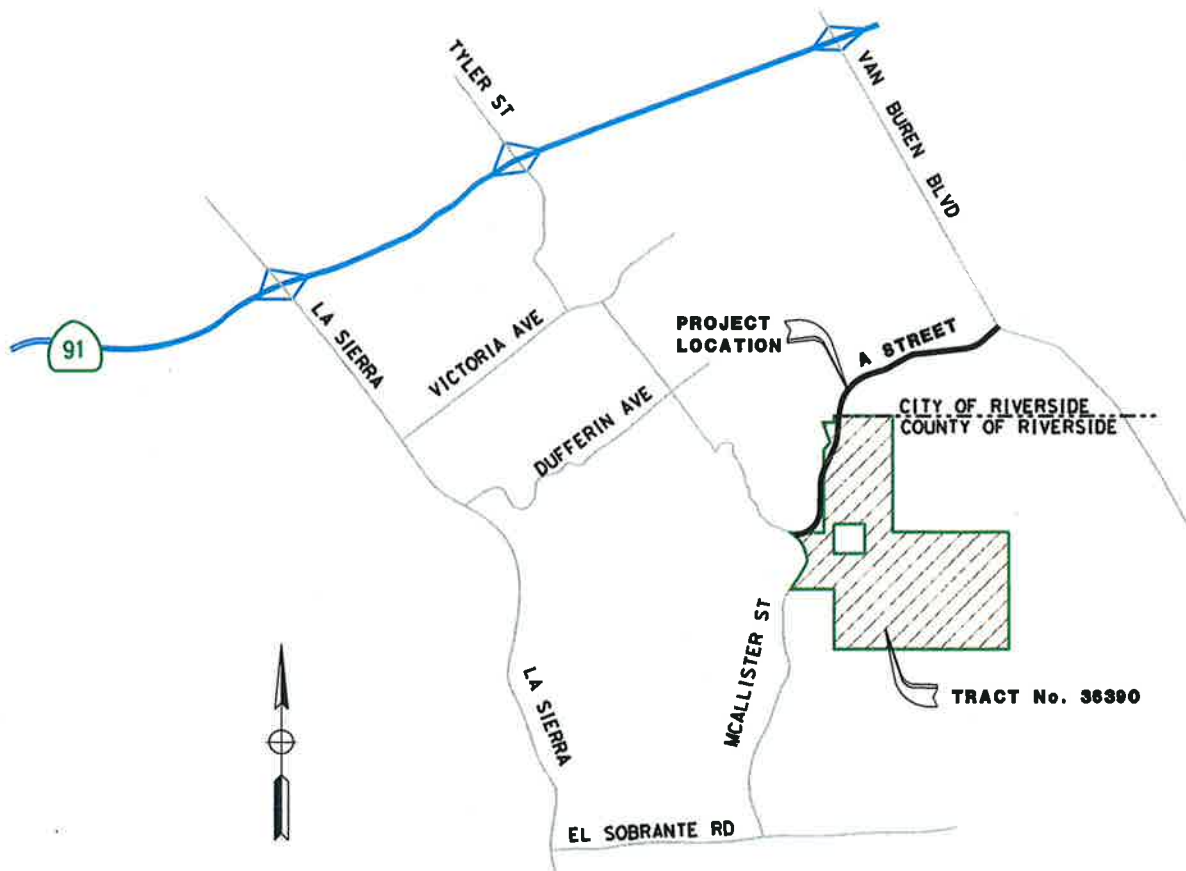 TYLER ST
VAN BUREN BLVD
91
LA SIERRA
VICTORIA AVE
DUFFERIN AVE
PROJECT
LOCATION
A STREET
CITY OF RIVERSIDE
COUNTY OF RIVERSIDE
LA SIERRA
MCALLISTER ST
TRACT No. 36390
EL SOBRANTE RD